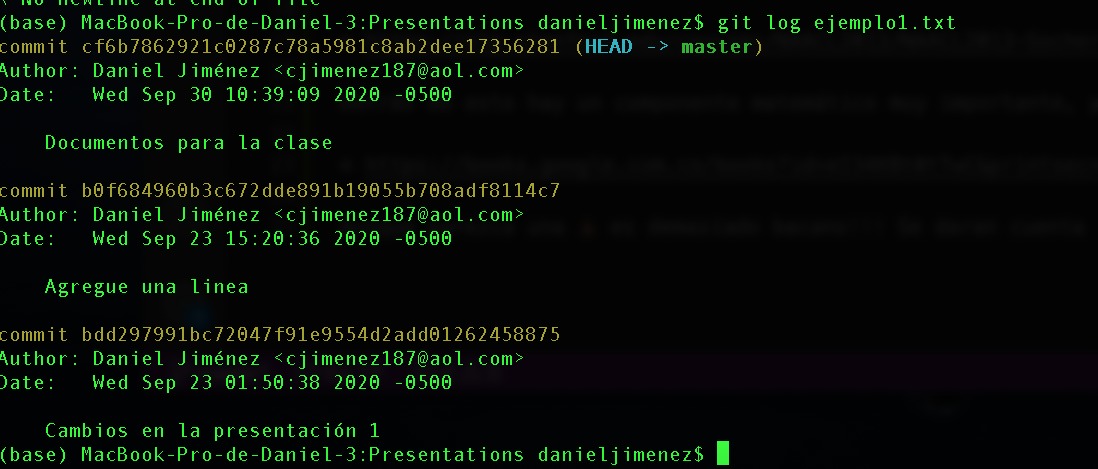 \ No newline at end of file
(base) MacBook-Pro-de-Daniel-3:Presentations danieljimenez$ git log ejemplo1.txt
commit cf6b7862921c0287c78a5981c8ab2dee17356281 (HEAD -> master)
Author: Daniel Jiménez <cjimenez187@aol.com>
Date:   Wed Sep 30 10:39:09 2020 -0500
Documentos para la clase
commit b0f684960b3c672dde891b19055b708adf8114c7
Author: Daniel Jiménez <cjimenez187@aol.com>
Date:   Wed Sep 23 15:20:36 2020 -0500
Agregue una linea
commit bdd297991bc72047f91e9554d2add01262458875
Author: Daniel Jiménez <cjimenez187@aol.com>
Date:   Wed Sep 23 01:50:38 2020 -0500
Cambios en la presentación 1
(base) MacBook-Pro-de-Daniel-3:Presentations danieljimenez$